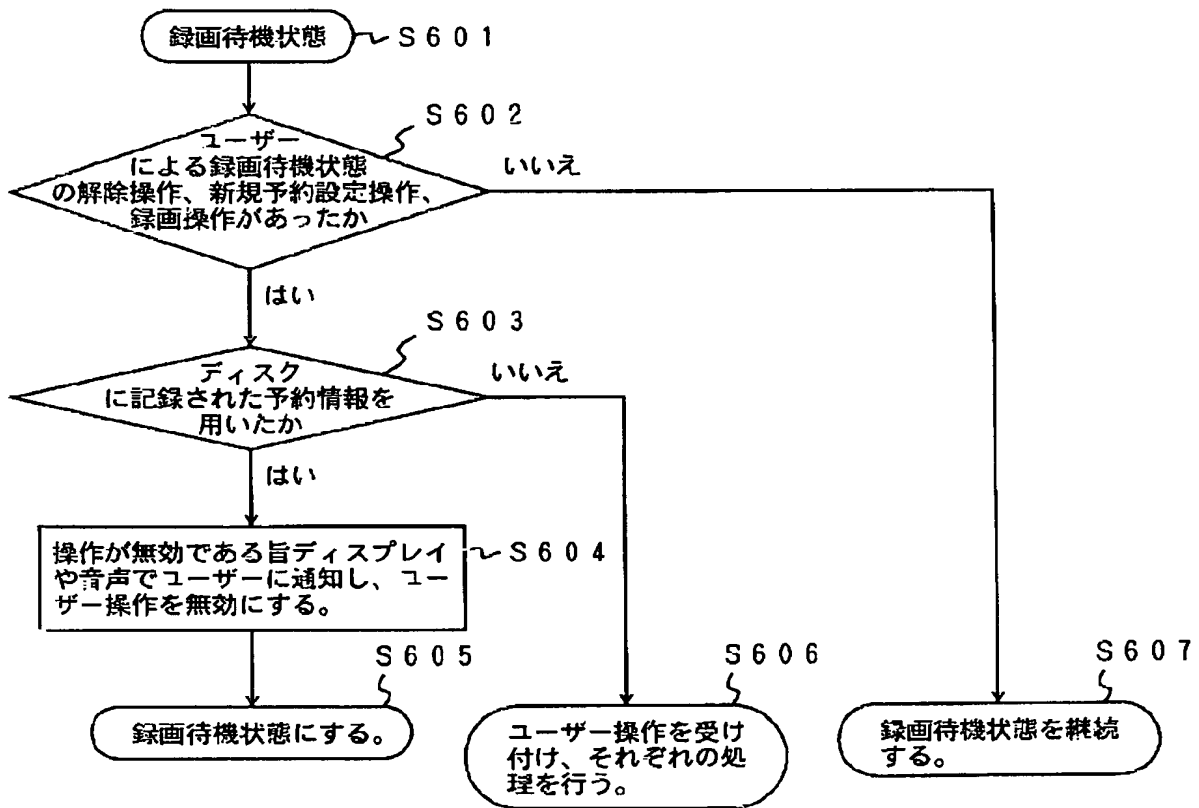 録画待機状態
S601
S602
ユーザー
による録画待機状態
の解除操作、新規予約設定操作、
録画操作があったか
いいえ
はい
S603
ディスク
に記録された予約情報を
用いたか
いいえ
はい
操作が無効である旨ディスプレイ
や音声でユーザーに通知し、ユー
ザー操作を無効にする。
S604
S605
録画待機状態にする。
S606
ユーザー操作を受け
付け、それぞれの処
理を行う。
S607
録画待機状態を継続
する。